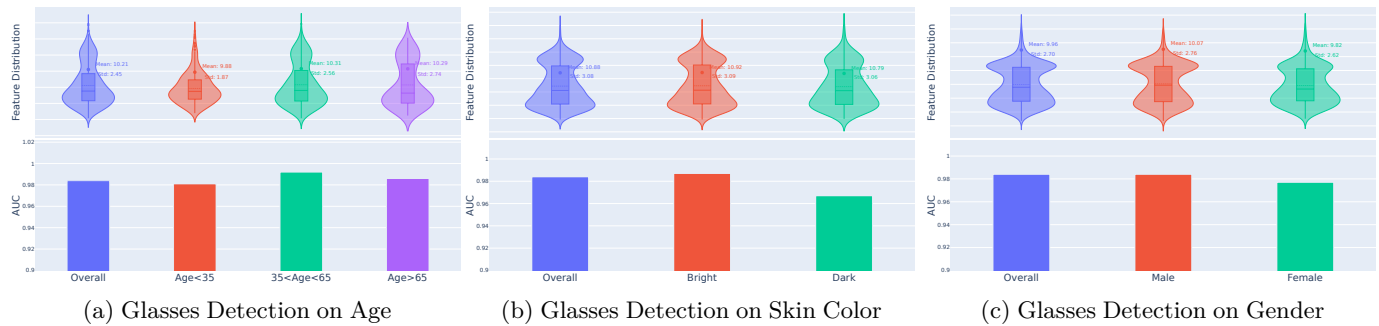 Feature Distribution
Mean: 10.21
Std: 2.45
Mean: 9.88
Std: 1.87
Mean: 10.31
Std: 2.56
Mean: 10.29
Std: 2.74
AUC
1.02
1
0.98
0.96
0.94
0.92
0.9
Overall
Age<35
35<Age<65
Age>65
(a) Glasses Detection on Age
Feature Distribution
Mean: 10.88
Std: 3.08
Mean: 10.92
Std: 3.09
Mean: 10.79
Std: 3.06
AUC
1
0.98
0.96
0.94
0.92
0.9
Overall
Bright
Dark
(b) Glasses Detection on Skin Color
Feature Distribution
Mean: 9.96
Std: 2.70
Mean: 10.07
Std: 2.76
Mean: 9.82
Std: 2.62
AUC
1
0.98
0.96
0.94
0.92
0.9
Overall
Male
Female
(c) Glasses Detection on Gender